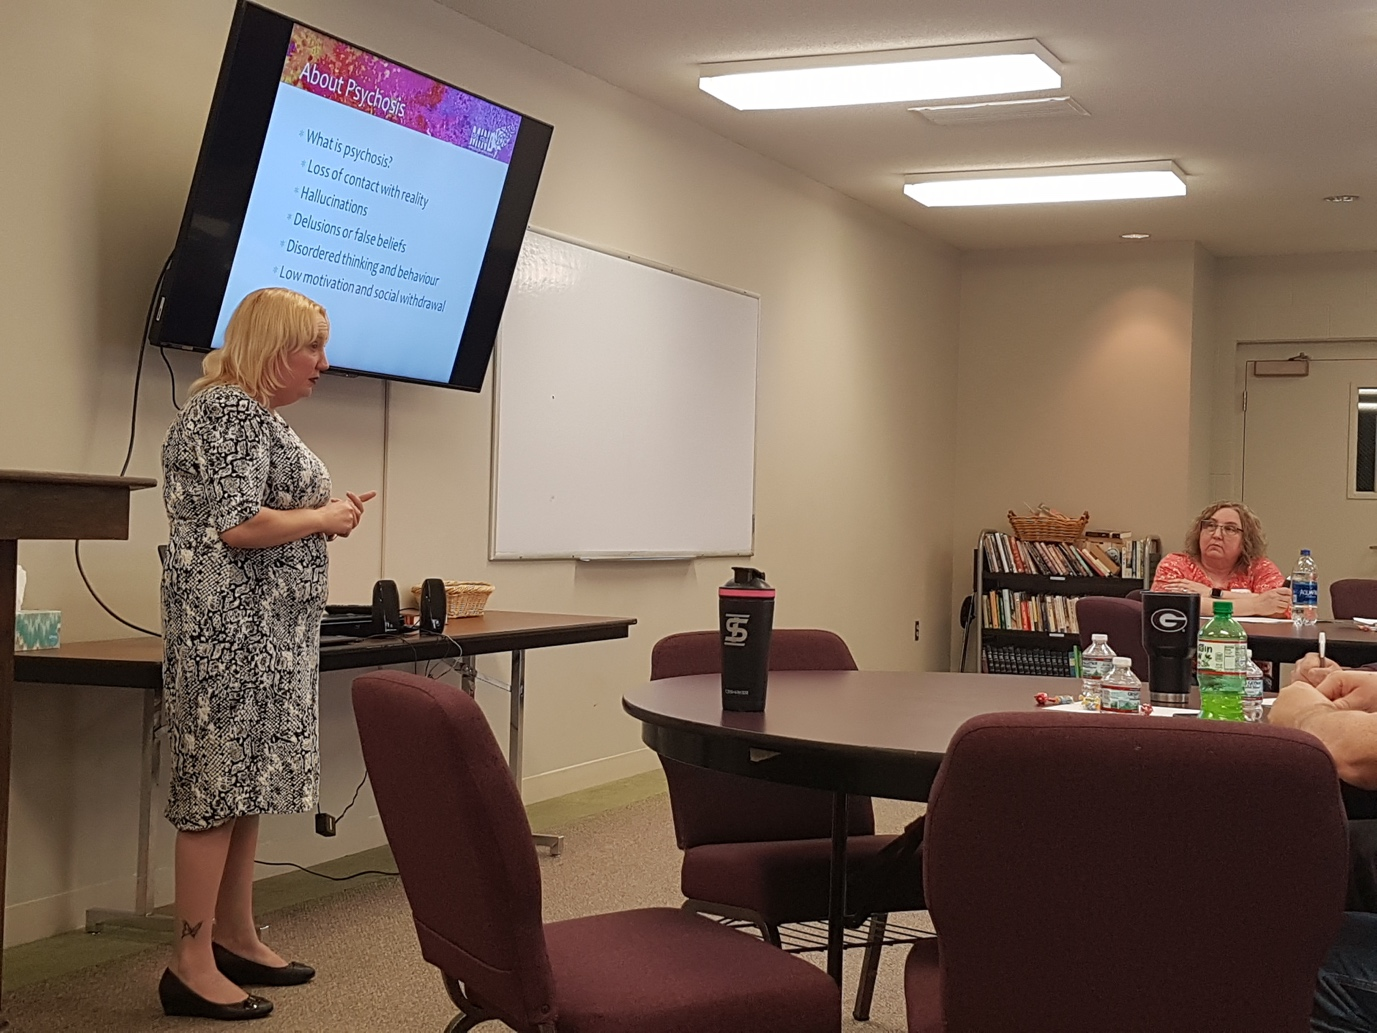 About Psychosis
What is psychosis?
Loss of contact with reality
Hallucinations
Delusions or false beliefs
Disordered thinking and behaviour
Low motivation and social withdrawal
G